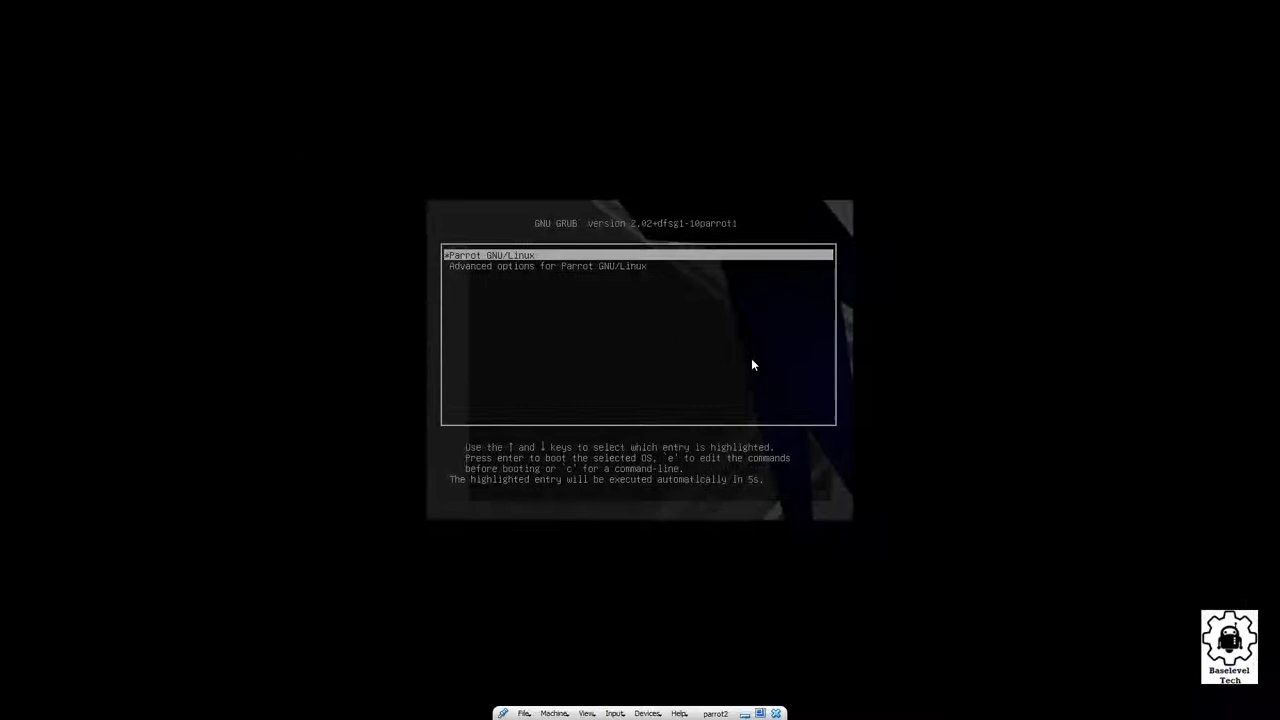 GNU GRUB version 2.02+dfsg1-10parrot1
*Parrot GNU/Linux
Advanced options for Parrot GNU/Linux
Use the ↑ and ↓ keys to select which entry is highlighted.
Press enter to boot the selected OS, `e' to edit the commands
before booting or `c' for a command-line.
The highlighted entry will be executed automatically in 5s.
Baselevel
Tech
File Machine View Input Devices Help parrot2